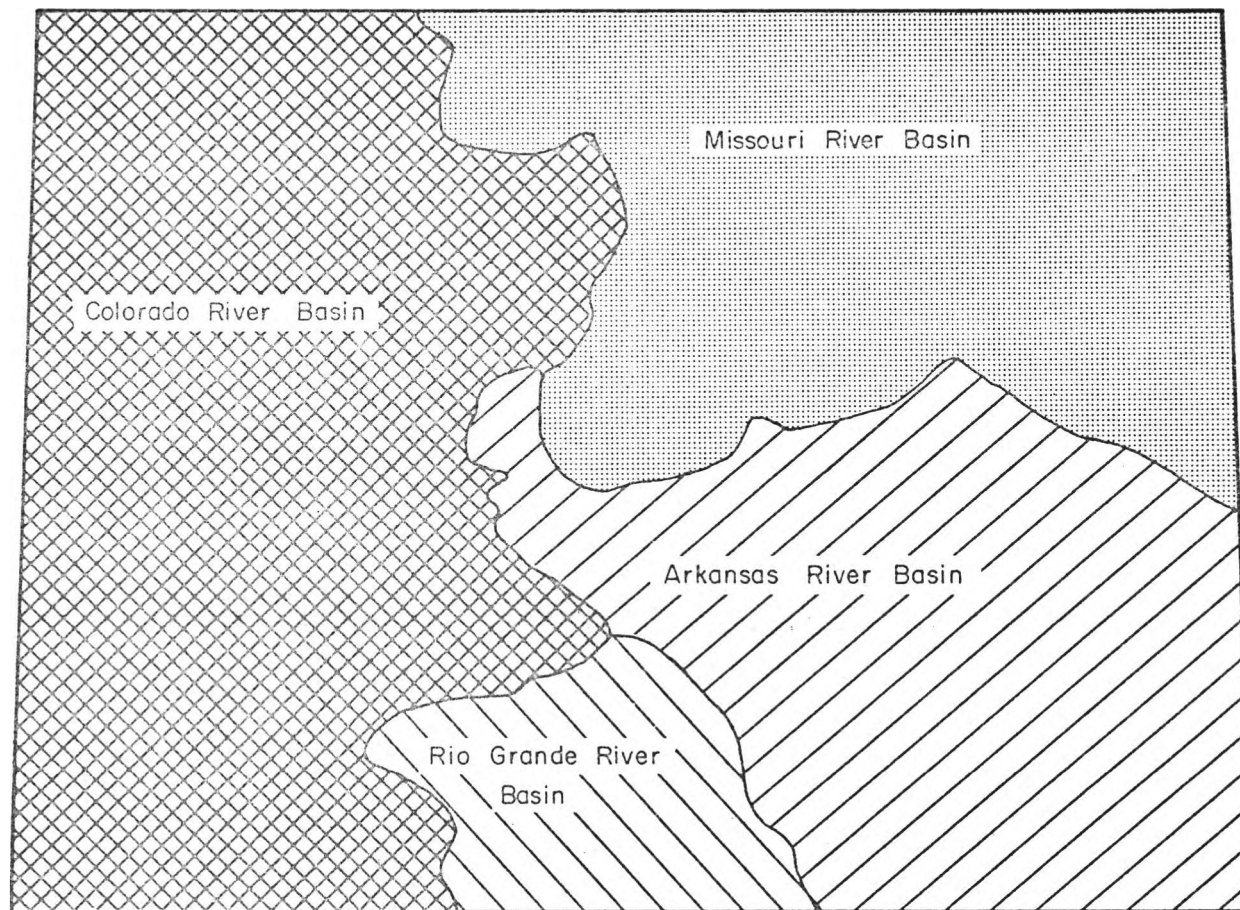 Missouri River Basin
Colorado River Basin
Arkansas River Basin
Rio Grande River
Basin